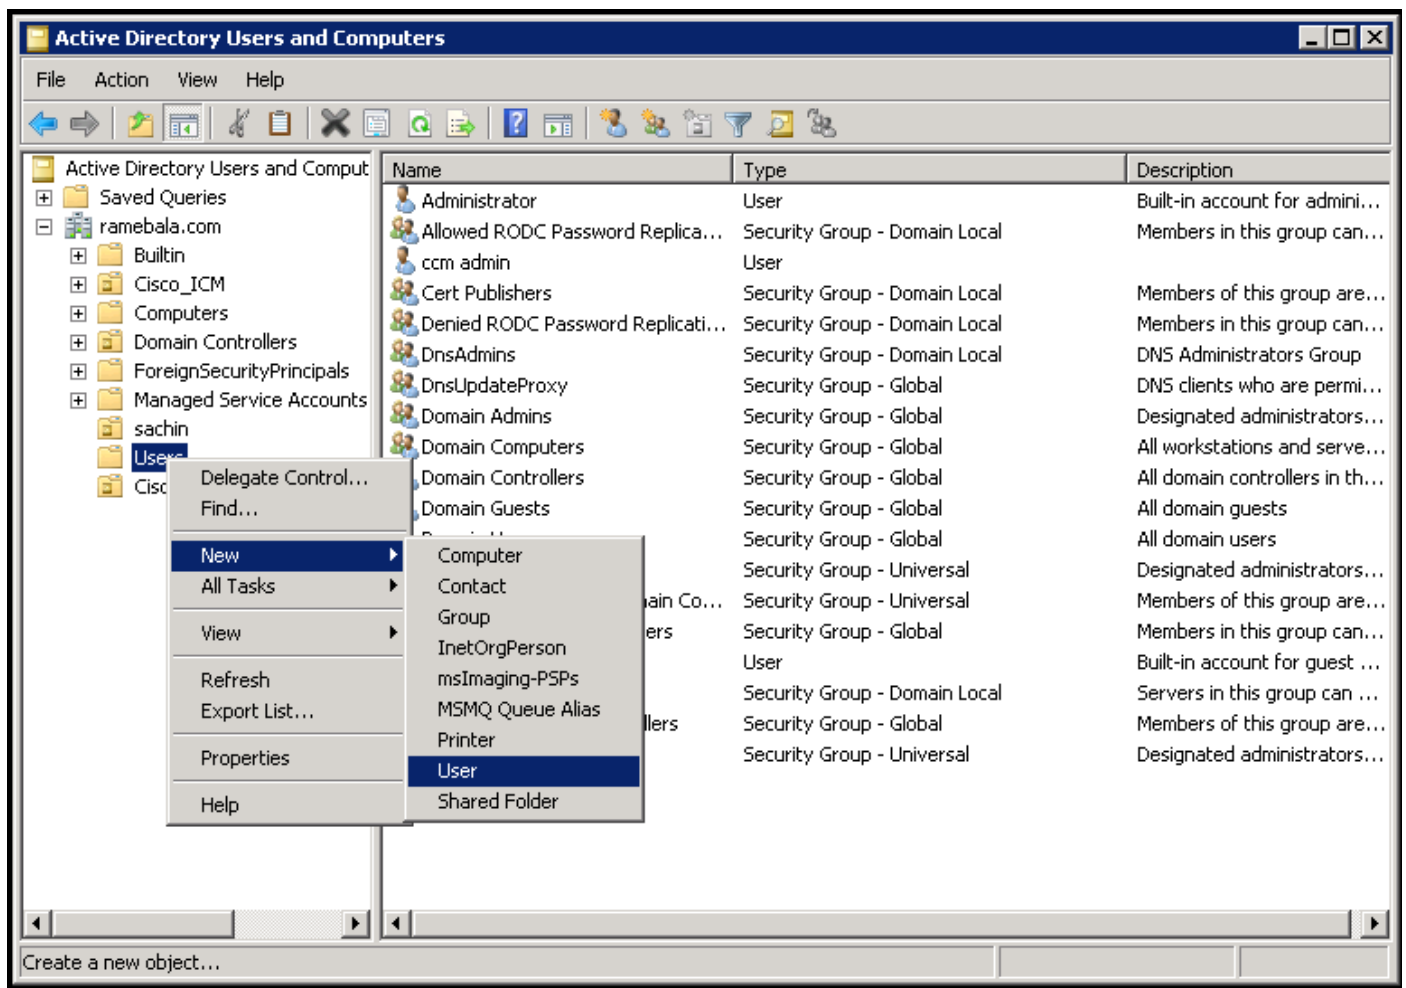 Active Directory Users and Computers
File Action View Help
Active Directory Users and Comput
Saved Queries
ramebala.com
Builtin
Cisco_ICM
Computers
Domain Controllers
ForeignSecurityPrincipals
Managed Service Accounts
sachin
Users
Cisc
Delegate Control...
Find...
New
All Tasks
View
Refresh
Export List...
Properties
Help
Computer
Contact
Group
InetOrgPerson
msImaging-PSPs
MSMQ Queue Alias
Printer
User
Shared Folder
Name Type Description
Administrator User Built-in account for admini...
Allowed RODC Password Replica... Security Group - Domain Local Members in this group can...
ccm admin User
Cert Publishers Security Group - Domain Local Members of this group are...
Denied RODC Password Replicati... Security Group - Domain Local Members in this group can...
DnsAdmins Security Group - Domain Local DNS Administrators Group
DnsUpdateProxy Security Group - Global DNS clients who are permi...
Domain Admins Security Group - Global Designated administrators...
Domain Computers Security Group - Global All workstations and serve...
Domain Controllers Security Group - Global All domain controllers in th...
Domain Guests Security Group - Global All domain guests
Security Group - Global All domain users
Security Group - Universal Designated administrators...
ain Co... Security Group - Universal Members of this group are...
ers Security Group - Global Members in this group can...
User Built-in account for guest ...
Security Group - Domain Local Servers in this group can ...
llers Security Group - Global Members of this group are...
Security Group - Universal Designated administrators...
Create a new object...